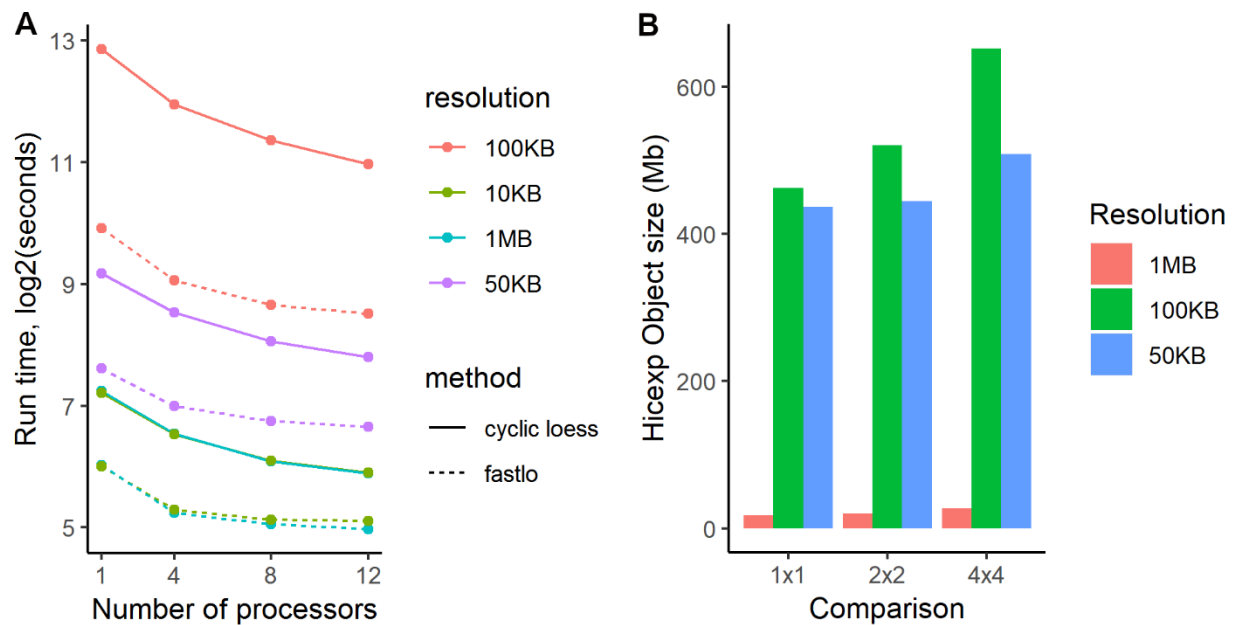 A
Run time, log2(seconds)
13
11
9
7
5
1
4
8
12
Number of processors
resolution
100KB
10KB
1MB
50KB
method
cyclic loess
fastlo
B
Hicexp Object size (Mb)
600
400
200
0
1x1
2x2
4x4
Comparison
Resolution
1MB
100KB
50KB